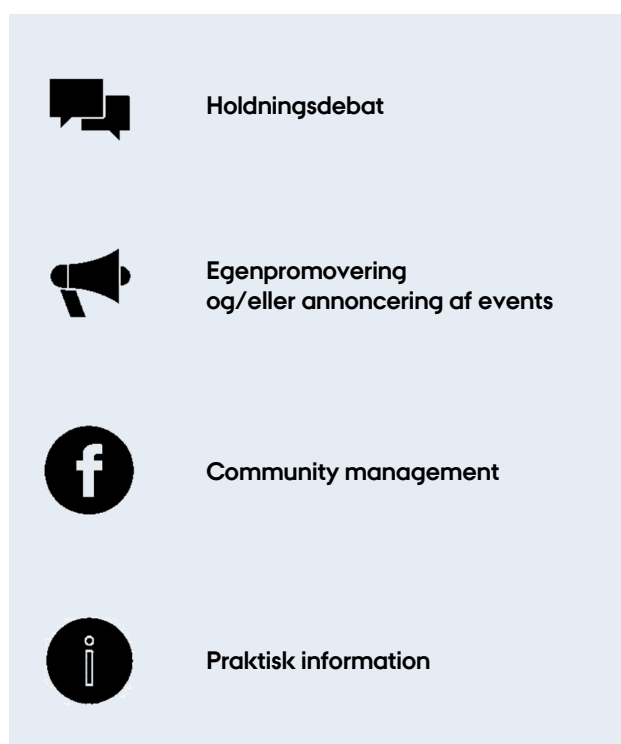 Holdningsdebat
Egenpromovering
og/eller annoncering af events
f
Community management
i
Praktisk information